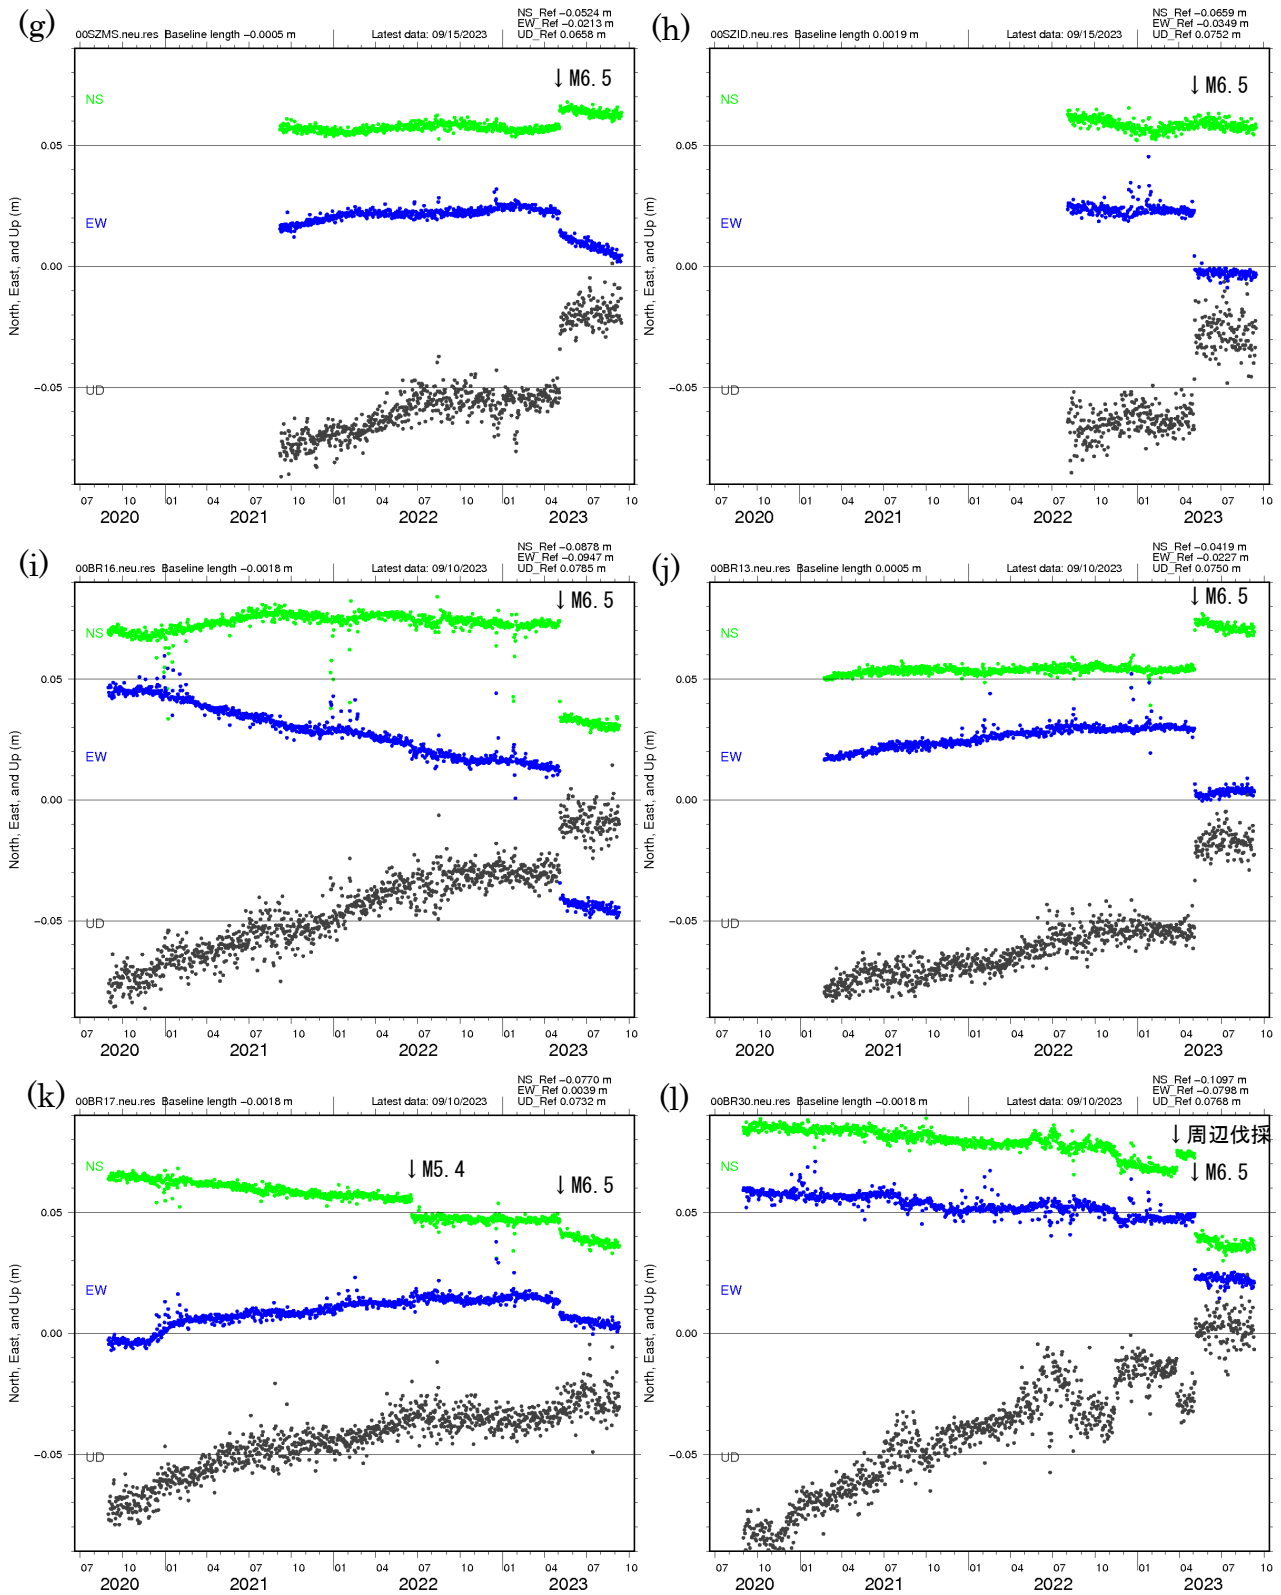 (g)
NS_Ref −0.0524 m
EW_Ref −0.0213 m
UD_Ref 0.0658 m
00SZMS.neu.res Baseline length −0.0005 m Latest data: 09/15/2023
↓M6.5
NS
0.05
EW
0.00
−0.05
UD
North, East, and Up (m)
07 10 01 04 07 10 01 04 07 10 01 04 07 10
2020 2021 2022 2023
(h)
NS_Ref −0.0659 m
EW_Ref −0.0349 m
UD_Ref 0.0752 m
00SZID.neu.res Baseline length 0.0019 m Latest data: 09/15/2023
↓M6.5
NS
0.05
EW
0.00
−0.05
UD
North, East, and Up (m)
07 10 01 04 07 10 01 04 07 10 01 04 07 10
2020 2021 2022 2023
(i)
NS_Ref −0.0878 m
EW_Ref −0.0947 m
UD_Ref 0.0785 m
00BR16.neu.res Baseline length −0.0018 m Latest data: 09/10/2023
↓M6.5
NS
0.05
EW
0.00
−0.05
UD
North, East, and Up (m)
07 10 01 04 07 10 01 04 07 10 01 04 07 10
2020 2021 2022 2023
(j)
NS_Ref −0.0419 m
EW_Ref −0.0227 m
UD_Ref 0.0750 m
00BR13.neu.res Baseline length 0.0005 m Latest data: 09/10/2023
↓M6.5
NS
0.05
EW
0.00
−0.05
UD
North, East, and Up (m)
07 10 01 04 07 10 01 04 07 10 01 04 07 10
2020 2021 2022 2023
(k)
NS_Ref −0.0770 m
EW_Ref 0.0039 m
UD_Ref 0.0732 m
00BR17.neu.res Baseline length −0.0018 m Latest data: 09/10/2023
↓M5.4
↓M6.5
NS
0.05
EW
0.00
−0.05
UD
North, East, and Up (m)
07 10 01 04 07 10 01 04 07 10 01 04 07 10
2020 2021 2022 2023
(l)
NS_Ref −0.1097 m
EW_Ref −0.0798 m
UD_Ref 0.0768 m
00BR30.neu.res Baseline length −0.0018 m Latest data: 09/10/2023
↓周辺伐採
↓M6.5
NS
0.05
EW
0.00
−0.05
UD
North, East, and Up (m)
07 10 01 04 07 10 01 04 07 10 01 04 07 10
2020 2021 2022 2023